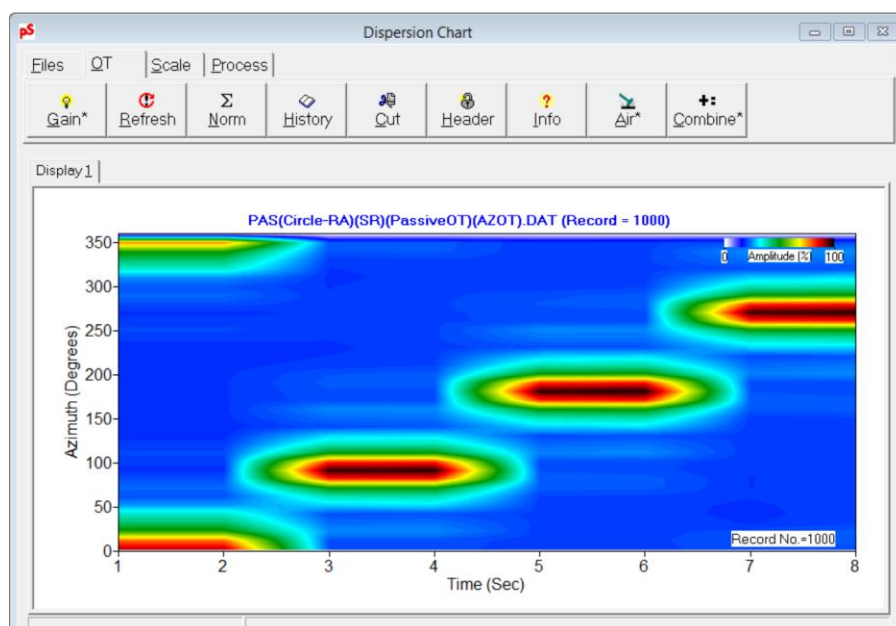 pS Dispersion Chart
Files OT Scale Process
Gain* Refresh Norm History Cut Header Info Air* Combine*
Display 1
PAS(Circle-RA)(SR)(PassiveOT)(AZOT).DAT (Record = 1000)
0 Amplitude (%) 100
350
300
250
200
150
100
50
0
Azimuth (Degrees)
Record No.=1000
1 2 3 4 5 6 7 8
Time (Sec)